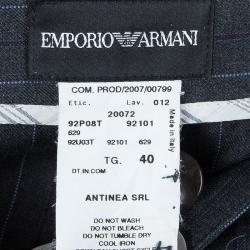 EMPORIO ARMANI
COM. PROD/2007/00799
Etic. Lav. 012
20072
92P08T 92101
629
92U03T 92101 629
TG. 40
DT.IN.COM
Made in Italy
ANTINEA SRL
DO NOT WASH
DO NOT BLEACH
DO NOT TUMBLE DRY
COOL IRON